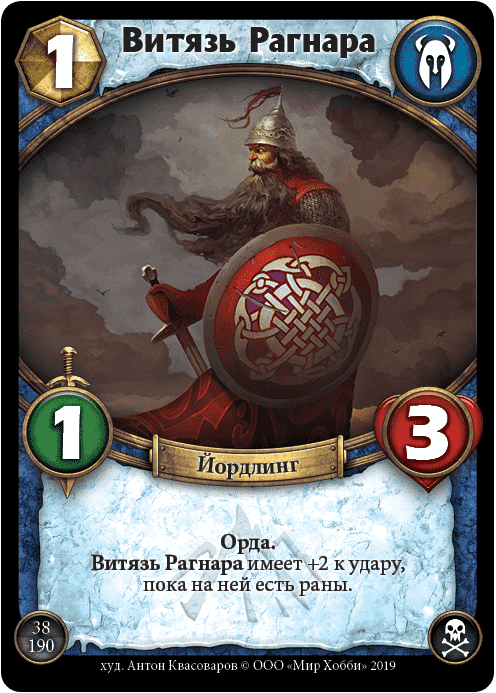 1
Витязь Рагнара
1
3
Йордлинг
Орда.
Витязь Рагнара имеет +2 к удару,
пока на ней есть раны.
38
190
худ. Антон Квасоваров © ООО «Мир Хобби» 2019